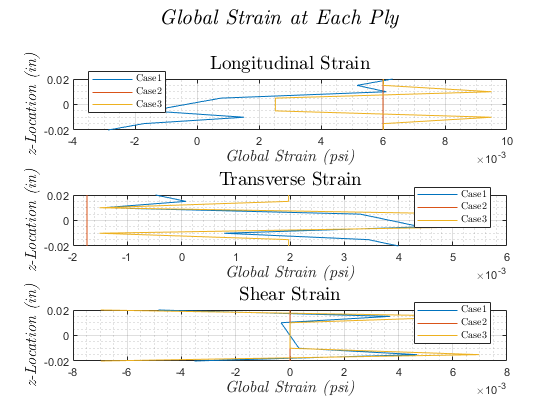 Global Strain at Each Ply
Longitudinal Strain
z-Location (in)
0.02
0
-0.02
Case1
Case2
Case3
-4 -2 0 2 4 6 8 10
Global Strain (psi)
×10-3
Transverse Strain
z-Location (in)
0.02
0
-0.02
Case1
Case2
Case3
-2 -1 0 1 2 3 4 5 6
Global Strain (psi)
×10-3
Shear Strain
z-Location (in)
0.02
0
-0.02
Case1
Case2
Case3
-8 -6 -4 -2 0 2 4 6 8
Global Strain (psi)
×10-3